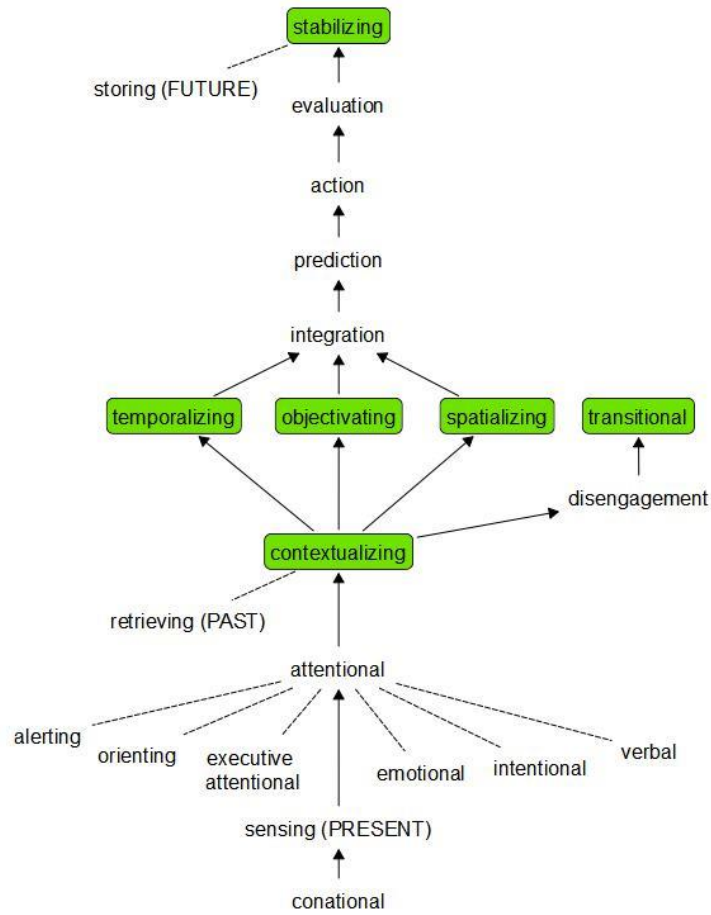 stabilizing
storing (FUTURE)
evaluation
action
prediction
integration
temporalizing
objectivating
spatializing
transitional
disengagement
contextualizing
retrieving (PAST)
attentional
alerting
orienting
executive
attentional
emotional
intentional
verbal
sensing (PRESENT)
conational